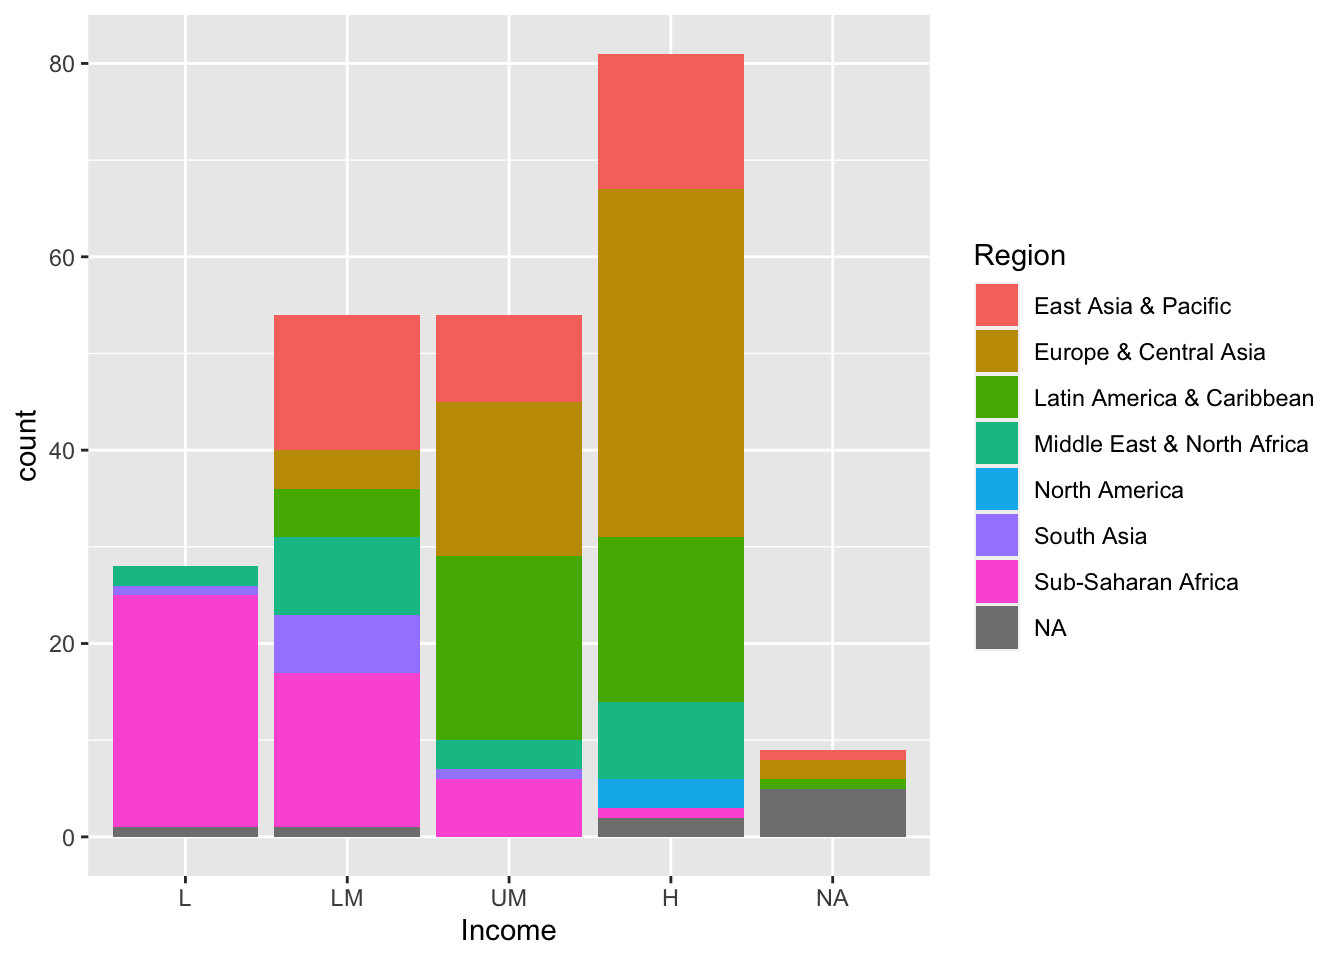 80
60
40
20
0
count
L LM UM H NA
Income
Region
East Asia & Pacific
Europe & Central Asia
Latin America & Caribbean
Middle East & North Africa
North America
South Asia
Sub-Saharan Africa
NA